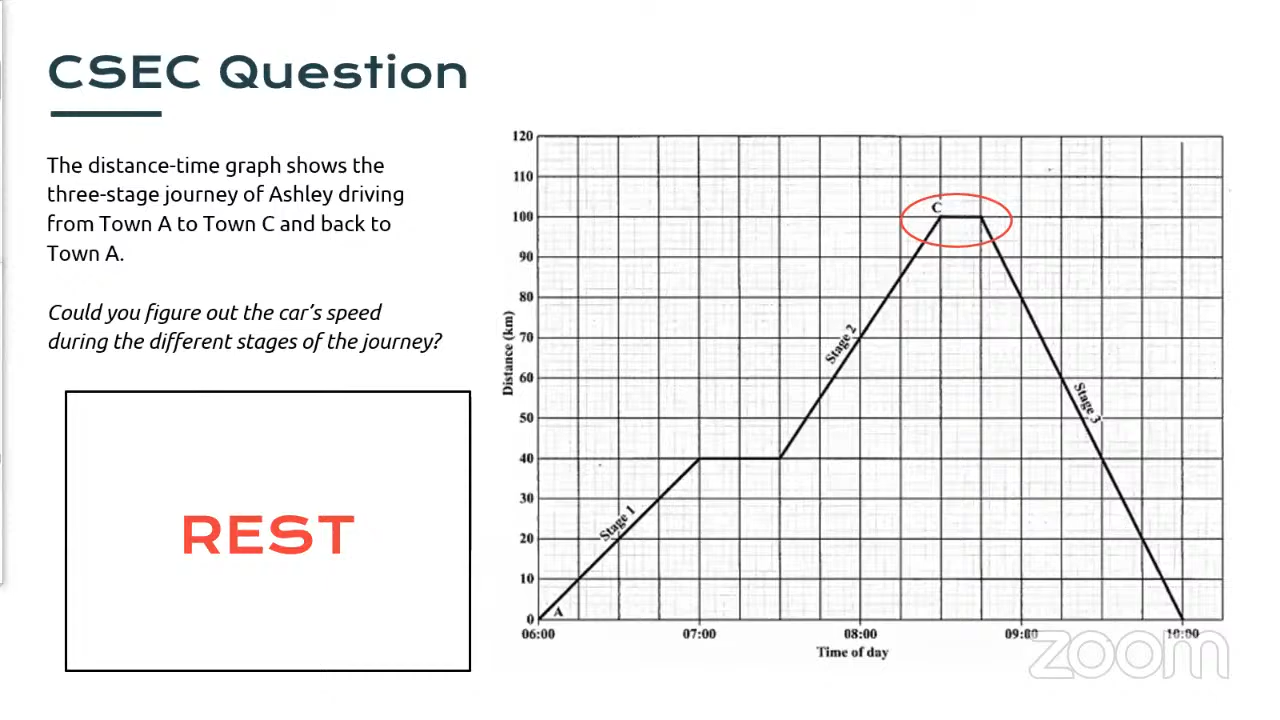 CSEC Question
The distance-time graph shows the
three-stage journey of Ashley driving
from Town A to Town C and back to
Town A.
Could you figure out the car's speed
during the different stages of the journey?
REST
120
110
100
90
80
70
60
50
40
30
20
10
0
Distance (km)
C
Stage 2
Stage 3
Stage 1
A
06:00
07:00
08:00
09:00
10:00
Time of day
zoom